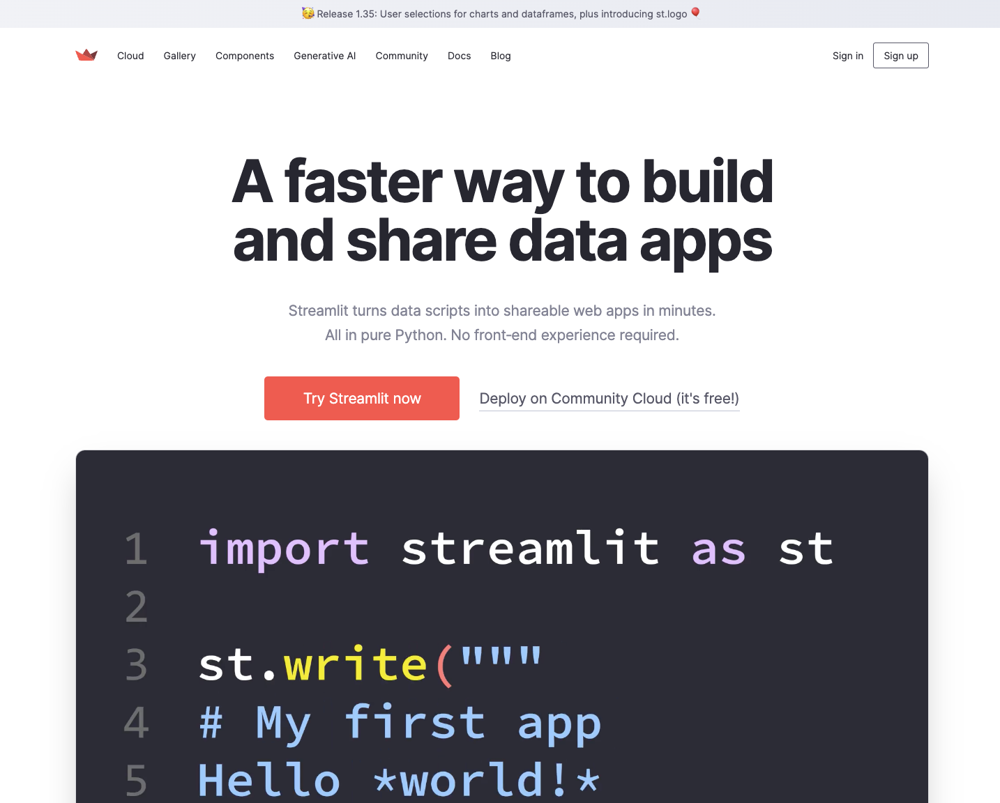 🥳 Release 1.35: User selections for charts and dataframes, plus introducing st.logo 🎈
Cloud Gallery Components Generative AI Community Docs Blog Sign in Sign up
A faster way to build
and share data apps
Streamlit turns data scripts into shareable web apps in minutes.
All in pure Python. No front-end experience required.
Try Streamlit now Deploy on Community Cloud (it's free!)
1 import streamlit as st
2
3 st.write("""
4 # My first app
5 Hello *world!*